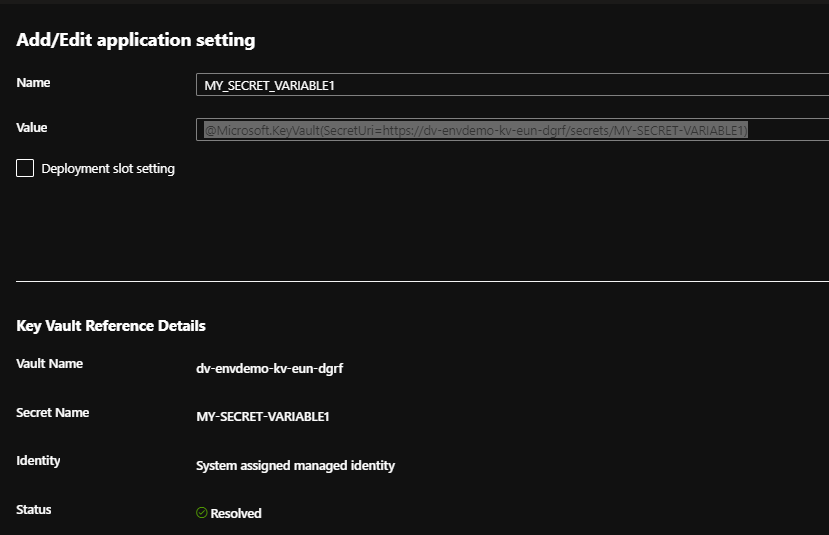 Add/Edit application setting
Name
MY_SECRET_VARIABLE1
Value
@Microsoft.KeyVault(SecretUri=https://dv-envdemo-kv-eun-dgrf/secrets/MY-SECRET-VARIABLE1)
Deployment slot setting
Key Vault Reference Details
Vault Name
dv-envdemo-kv-eun-dgrf
Secret Name
MY-SECRET-VARIABLE1
Identity
System assigned managed identity
Status
Resolved